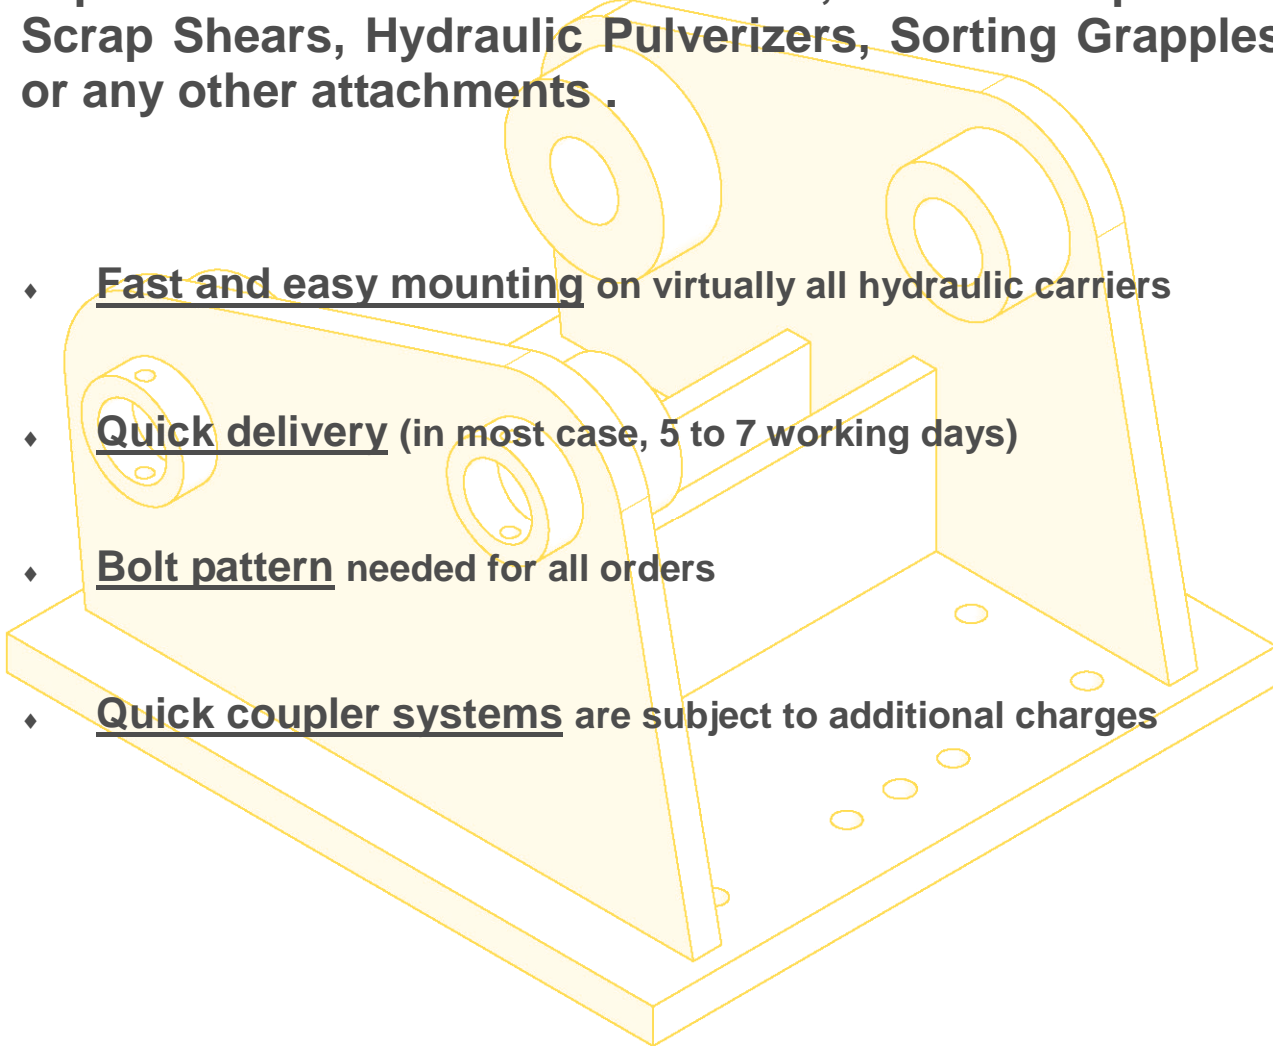 Scrap Shears, Hydraulic Pulverizers, Sorting Grapples
or any other attachments .
♦ Fast and easy mounting on virtually all hydraulic carriers
♦ Quick delivery (in most case, 5 to 7 working days)
♦ Bolt pattern needed for all orders
♦ Quick coupler systems are subject to additional charges